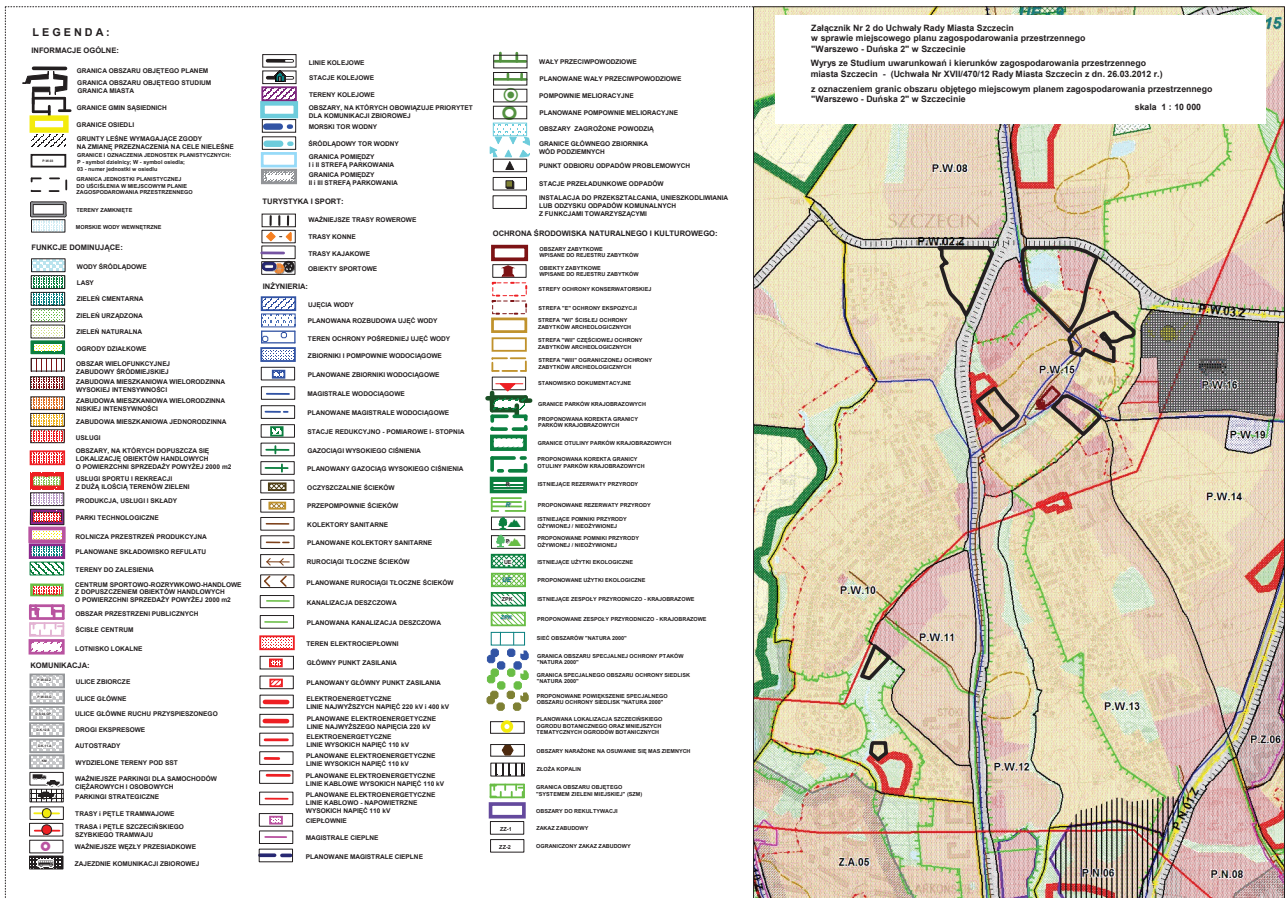 LEGENDA:
INFORMACJE OGÓLNE:
GRANICA OBSZARU OBJĘTEGO PLANEM
GRANICA OBSZARU OBJĘTEGO STUDIUM
GRANICA MIASTA
GRANICE GMIN SĄSIEDNICH
GRANICE OSIEDLI
GRUNTY LEŚNE WYMAGAJĄCE ZGODY
NA ZMIANĘ PRZEZNACZENIA NA CELE NIELEŚNE
GRANICE I OZNACZENIA JEDNOSTEK PLANISTYCZNYCH:
P - symbol dzielnicy; W - symbol osiedla;
03 - numer jednostki w osiedlu
GRANICA JEDNOSTKI PLANISTYCZNEJ
DO UŚCIŚLENIA W MIEJSCOWYM PLANIE
ZAGOSPODAROWANIA PRZESTRZENNEGO
TERENY ZAMKNIĘTE
MORSKIE WODY WEWNĘTRZNE
FUNKCJE DOMINUJĄCE:
WODY ŚRÓDLĄDOWE
LASY
ZIELEŃ CMENTARNA
ZIELEŃ URZĄDZONA
ZIELEŃ NATURALNA
OGRODY DZIAŁKOWE
OBSZAR WIELOFUNKCYJNEJ
ZABUDOWY ŚRÓDMIEJSKIEJ
ZABUDOWA MIESZKANIOWA WIELORODZINNA
WYSOKIEJ INTENSYWNOŚCI
ZABUDOWA MIESZKANIOWA WIELORODZINNA
NISKIEJ INTENSYWNOŚCI
ZABUDOWA MIESZKANIOWA JEDNORODZINNA
USŁUGI
OBSZARY, NA KTÓRYCH DOPUSZCZA SIĘ
LOKALIZACJĘ OBIEKTÓW HANDLOWYCH
O POWIERZCHNI SPRZEDAŻY POWYŻEJ 2000 m2
USŁUGI SPORTU I REKREACJI
Z DUŻĄ ILOŚCIĄ TERENÓW ZIELENI
PRODUKCJA, USŁUGI I SKŁADY
PARKI TECHNOLOGICZNE
ROLNICZA PRZESTRZEŃ PRODUKCYJNA
PLANOWANE SKŁADOWISKO REFULATU
TERENY DO ZALESIENIA
CENTRUM SPORTOWO-ROZRYWKOWO-HANDLOWE
Z DOPUSZCZENIEM OBIEKTÓW HANDLOWYCH
O POWIERZCHNI SPRZEDAŻY POWYŻEJ 2000 m2
OBSZAR PRZESTRZENI PUBLICZNYCH
ŚCISŁE CENTRUM
LOTNISKO LOKALNE
KOMUNIKACJA:
ULICE ZBIORCZE
ULICE GŁÓWNE
ULICE GŁÓWNE RUCHU PRZYSPIESZONEGO
DROGI EKSPRESOWE
AUTOSTRADY
WYDZIELONE TERENY POD SST
WAŻNIEJSZE PARKINGI DLA SAMOCHODÓW
CIĘŻAROWYCH I OSOBOWYCH
PARKINGI STRATEGICZNE
TRASY I PĘTLE TRAMWAJOWE
TRASA I PĘTLE SZCZECIŃSKIEGO
SZYBKIEGO TRAMWAJU
WAŻNIEJSZE WĘZŁY PRZESIADKOWE
ZAJEZDNIE KOMUNIKACJI ZBIOROWEJ
LINIE KOLEJOWE
STACJE KOLEJOWE
TERENY KOLEJOWE
OBSZARY, NA KTÓRYCH OBOWIĄZUJE PRIORYTET
DLA KOMUNIKACJI ZBIOROWEJ
MORSKI TOR WODNY
ŚRÓDLĄDOWY TOR WODNY
GRANICA POMIĘDZY
I i II STREFĄ PARKOWANIA
GRANICA POMIĘDZY
II i III STREFĄ PARKOWANIA
TURYSTYKA I SPORT:
WAŻNIEJSZE TRASY ROWEROWE
TRASY KONNE
TRASY KAJAKOWE
OBIEKTY SPORTOWE
INŻYNIERIA:
UJĘCIA WODY
PLANOWANA ROZBUDOWA UJĘĆ WODY
TEREN OCHRONY POŚREDNIEJ UJĘĆ WODY
ZBIORNIKI I POMPOWNIE WODOCIĄGOWE
PLANOWANE ZBIORNIKI WODOCIĄGOWE
MAGISTRALE WODOCIĄGOWE
PLANOWANE MAGISTRALE WODOCIĄGOWE
STACJE REDUKCYJNO - POMIAROWE I- STOPNIA
GAZOCIĄGI WYSOKIEGO CIŚNIENIA
PLANOWANY GAZOCIĄG WYSOKIEGO CIŚNIENIA
OCZYSZCZALNIE ŚCIEKÓW
PRZEPOMPOWNIE ŚCIEKÓW
KOLEKTORY SANITARNE
PLANOWANE KOLEKTORY SANITARNE
RUROCIĄGI TŁOCZNE ŚCIEKÓW
PLANOWANE RUROCIĄGI TŁOCZNE ŚCIEKÓW
KANALIZACJA DESZCZOWA
PLANOWANA KANALIZACJA DESZCZOWA
TEREN ELEKTROCIEPŁOWNI
GŁÓWNY PUNKT ZASILANIA
PLANOWANY GŁÓWNY PUNKT ZASILANIA
ELEKTROENERGETYCZNE
LINIE NAJWYŻSZYCH NAPIĘĆ 220 kV i 400 kV
PLANOWANE ELEKTROENERGETYCZNE
LINIE NAJWYŻSZEGO NAPIĘCIA 220 kV
ELEKTROENERGETYCZNE
LINIE WYSOKICH NAPIĘĆ 110 kV
PLANOWANE ELEKTROENERGETYCZNE
LINIE WYSOKICH NAPIĘĆ 110 kV
PLANOWANE ELEKTROENERGETYCZNE
LINIE KABLOWE WYSOKICH NAPIĘĆ 110 kV
PLANOWANE ELEKTROENERGETYCZNE
LINIE KABLOWO - NAPOWIETRZNE
WYSOKICH NAPIĘĆ 110 kV
CIEPŁOWNIE
MAGISTRALE CIEPLNE
PLANOWANE MAGISTRALE CIEPLNE
WAŁY PRZECIWPOWODZIOWE
PLANOWANE WAŁY PRZECIWPOWODZIOWE
POMPOWNIE MELIORACYJNE
PLANOWANE POMPOWNIE MELIORACYJNE
OBSZARY ZAGROŻONE POWODZIĄ
GRANICE GŁÓWNEGO ZBIORNIKA
WÓD PODZIEMNYCH
PUNKT ODBIORU ODPADÓW PROBLEMOWYCH
STACJE PRZEŁADUNKOWE ODPADÓW
INSTALACJA DO PRZEKSZTAŁCANIA, UNIESZKODLIWIANIA
LUB ODZYSKU ODPADÓW KOMUNALNYCH
Z FUNKCJAMI TOWARZYSZĄCYMI
OCHRONA ŚRODOWISKA NATURALNEGO I KULTUROWEGO:
OBSZARY ZABYTKOWE
WPISANE DO REJESTRU ZABYTKÓW
OBIEKTY ZABYTKOWE
WPISANE DO REJESTRU ZABYTKÓW
STREFY OCHRONY KONSERWATORSKIEJ
STREFA "E" OCHRONY EKSPOZYCJI
STREFA "WI" ŚCISŁEJ OCHRONY
ZABYTKÓW ARCHEOLOGICZNYCH
STREFA "WII" CZĘŚCIOWEJ OCHRONY
ZABYTKÓW ARCHEOLOGICZNYCH
STREFA "WIII" OGRANICZONEJ OCHRONY
ZABYTKÓW ARCHEOLOGICZNYCH
STANOWISKO DOKUMENTACYJNE
GRANICE PARKÓW KRAJOBRAZOWYCH
PROPONOWANA KOREKTA GRANICY
PARKÓW KRAJOBRAZOWYCH
GRANICE OTULINY PARKÓW KRAJOBRAZOWYCH
PROPONOWANA KOREKTA GRANICY
OTULINY PARKÓW KRAJOBRAZOWYCH
ISTNIEJĄCE REZERWATY PRZYRODY
PROPONOWANE REZERWATY PRZYRODY
ISTNIEJĄCE POMNIKI PRZYRODY
OŻYWIONEJ / NIEOŻYWIONEJ
PROPONOWANE POMNIKI PRZYRODY
OŻYWIONEJ / NIEOŻYWIONEJ
UE ISTNIEJĄCE UŻYTKI EKOLOGICZNE
UE PROPONOWANE UŻYTKI EKOLOGICZNE
ZPK ISTNIEJĄCE ZESPOŁY PRZYRODNICZO - KRAJOBRAZOWE
ZPK PROPONOWANE ZESPOŁY PRZYRODNICZO - KRAJOBRAZOWE
SIEĆ OBSZARÓW "NATURA 2000"
GRANICA OBSZARU SPECJALNEJ OCHRONY PTAKÓW
"NATURA 2000"
GRANICA SPECJALNEGO OBSZARU OCHRONY SIEDLISK
"NATURA 2000"
PROPONOWANE POWIĘKSZENIE SPECJALNEGO
OBSZARU OCHRONY SIEDLISK "NATURA 2000"
PLANOWANA LOKALIZACJA SZCZECIŃSKIEGO
OGRODU BOTANICZNEGO ORAZ MNIEJSZYCH
TEMATYCZNYCH OGRODÓW BOTANICZNYCH
OBSZARY NARAŻONE NA OSUWANIE SIĘ MAS ZIEMNYCH
ZŁOŻA KOPALIN
GRANICA OBSZARU OBJĘTEGO
"SYSTEMEM ZIELENI MIEJSKIEJ" (SZM)
OBSZARY DO REKULTYWACJI
ZZ-1 ZAKAZ ZABUDOWY
ZZ-2 OGRANICZONY ZAKAZ ZABUDOWY
Załącznik Nr 2 do Uchwały Rady Miasta Szczecin
w sprawie miejscowego planu zagospodarowania przestrzennego
"Warszewo - Duńska 2" w Szczecinie
Wyrys ze Studium uwarunkowań i kierunków zagospodarowania przestrzennego
miasta Szczecin - (Uchwała Nr XVII/470/12 Rady Miasta Szczecin z dn. 26.03.2012 r.)
z oznaczeniem granic obszaru objętego miejscowym planem zagospodarowania przestrzennego
"Warszewo - Duńska 2" w Szczecinie
skala 1 : 10 000
15
P.W.08
SZCZECIN
P.W.02.Z
P.W.03.Z
P.W.15
P.W.16
P.W.19
P.W.14
P.W.10
P.W.11
P.W.13
P.Z.06
P.W.12
P.N.01.Z
Z.A.05
P.N.06
P.N.08